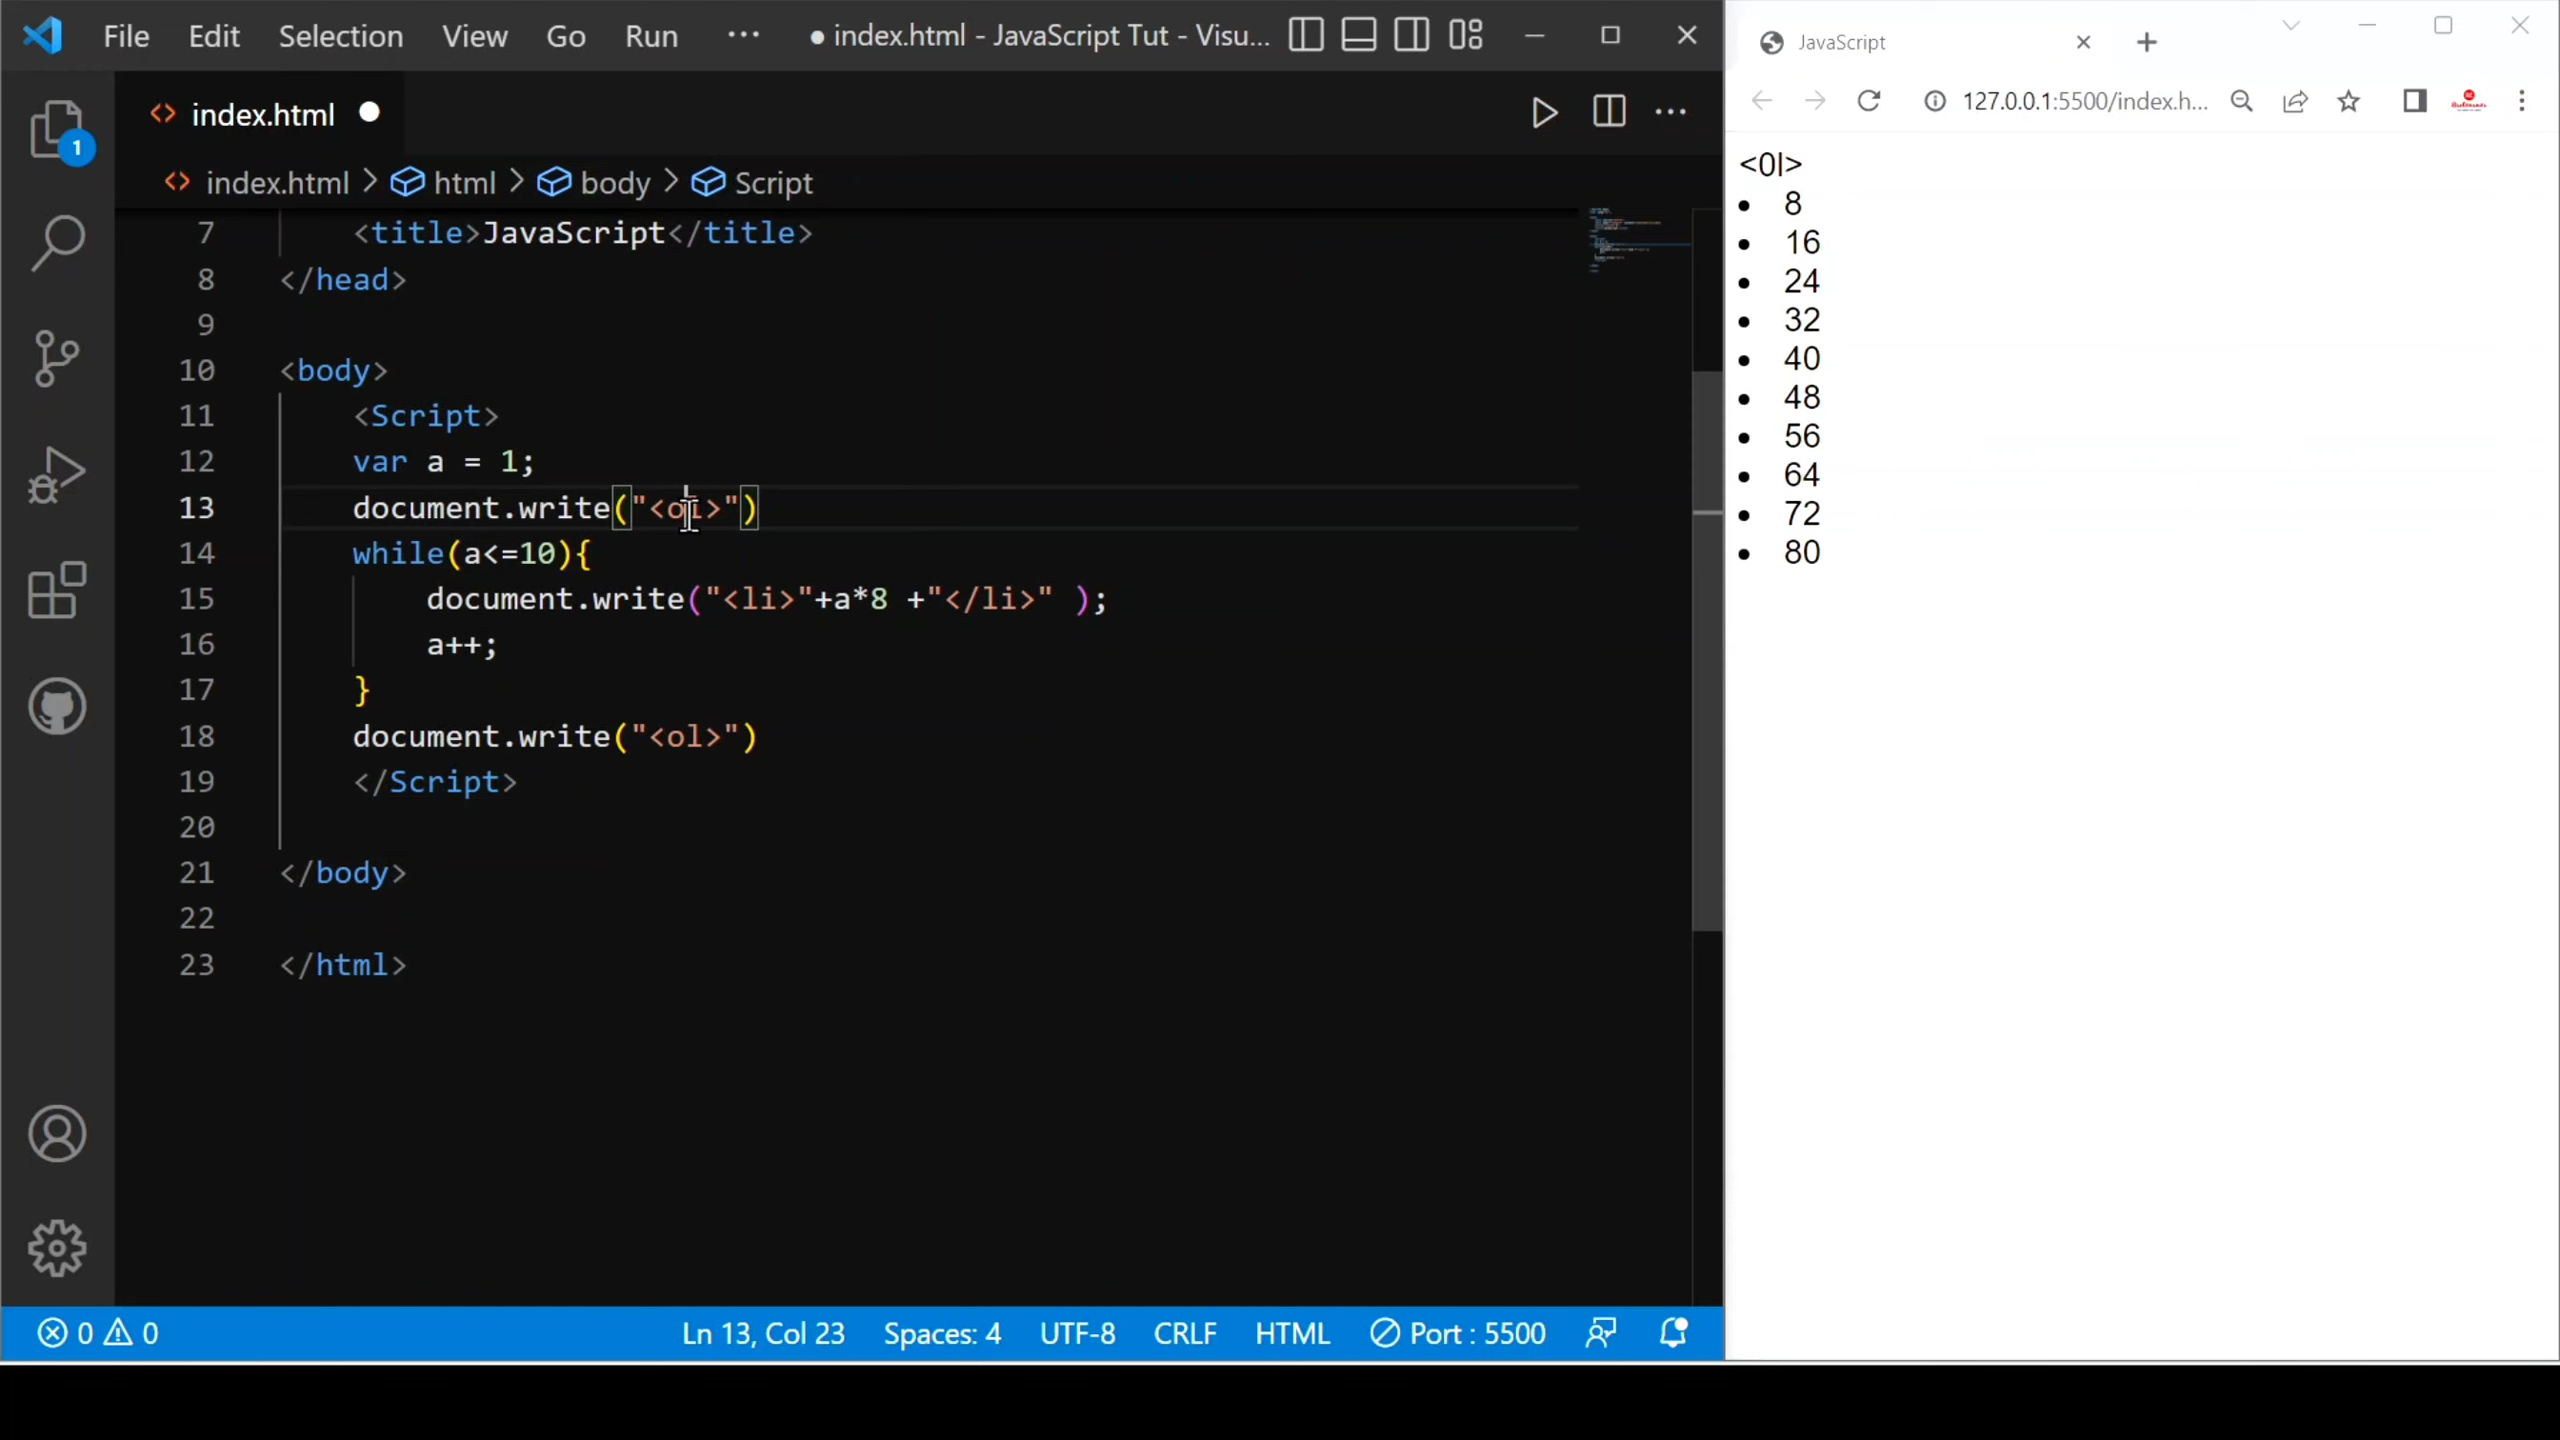 File Edit Selection View Go Run ··· ● index.html - JavaScript Tut - Visu...
1
index.html
index.html > html > body > Script
7 <title>JavaScript</title>
8 </head>
9
10 <body>
11 <Script>
12 var a = 1;
13 document.write("<ol>")
14 while(a<=10){
15 document.write("<li>"+a*8 +"</li>" );
16 a++;
17 }
18 document.write("<ol>")
19 </Script>
20
21 </body>
22
23 </html>
0 0 Ln 13, Col 23 Spaces: 4 UTF-8 CRLF HTML Port : 5500
JavaScript
127.0.0.1:5500/index.h...
<0l>
• 8
• 16
• 24
• 32
• 40
• 48
• 56
• 64
• 72
• 80